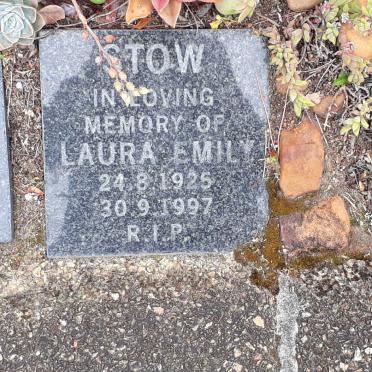 STOW
IN LOVING
MEMORY OF
LAURA EMILY
24.8.1925
30.9.1997
R.I.P.